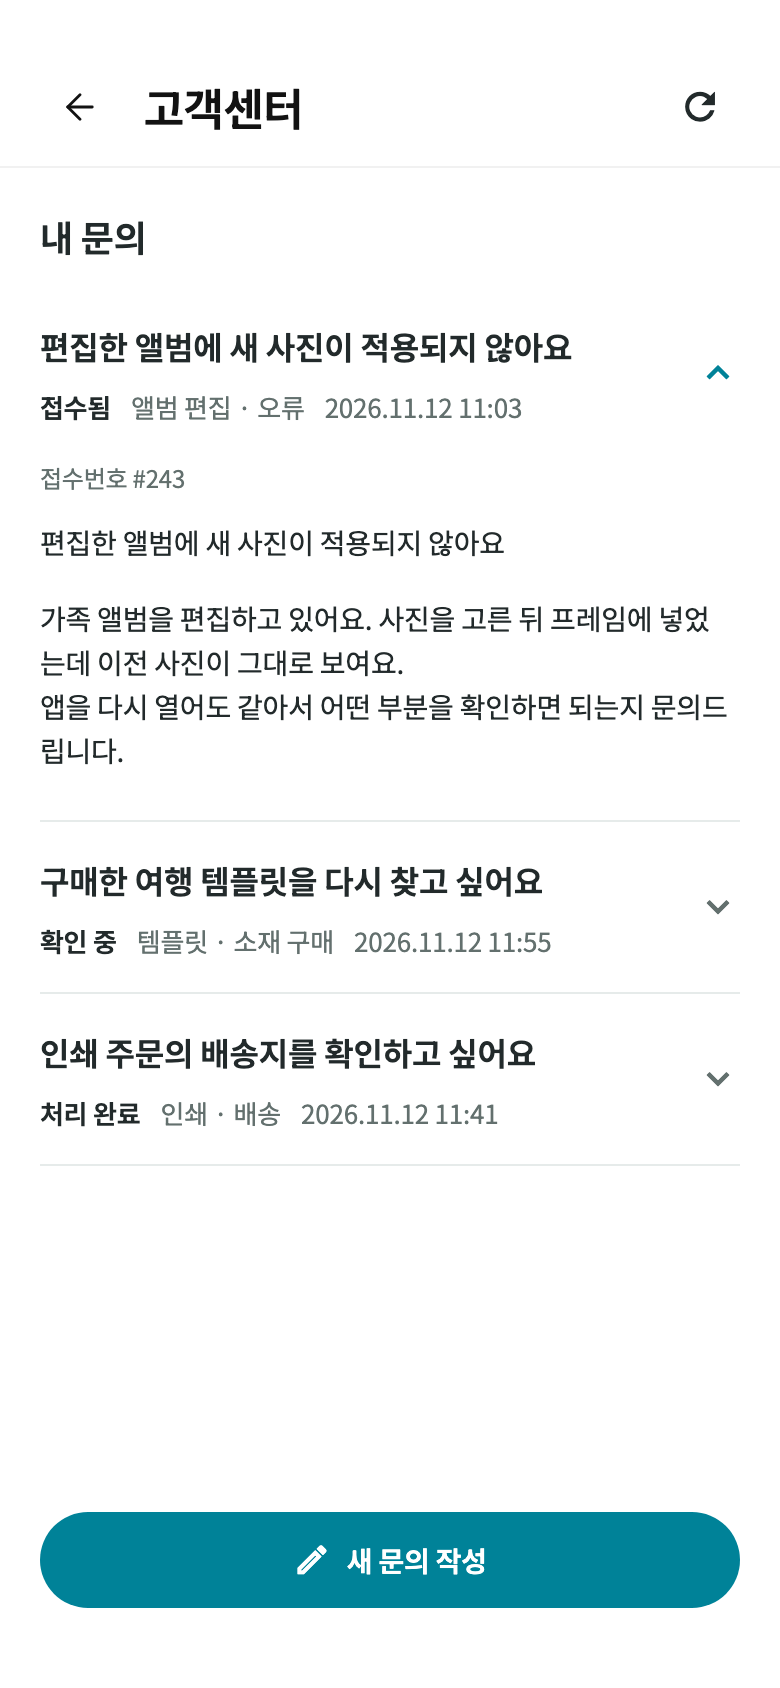 고객센터
내 문의
편집한 앨범에 새 사진이 적용되지 않아요
접수됨 앨범 편집 · 오류 2026.11.12 11:03
접수번호 #243
편집한 앨범에 새 사진이 적용되지 않아요
가족 앨범을 편집하고 있어요. 사진을 고른 뒤 프레임에 넣었
는데 이전 사진이 그대로 보여요.
앱을 다시 열어도 같아서 어떤 부분을 확인하면 되는지 문의드
립니다.
구매한 여행 템플릿을 다시 찾고 싶어요
확인 중 템플릿 · 소재 구매 2026.11.12 11:55
인쇄 주문의 배송지를 확인하고 싶어요
처리 완료 인쇄 · 배송 2026.11.12 11:41
새 문의 작성